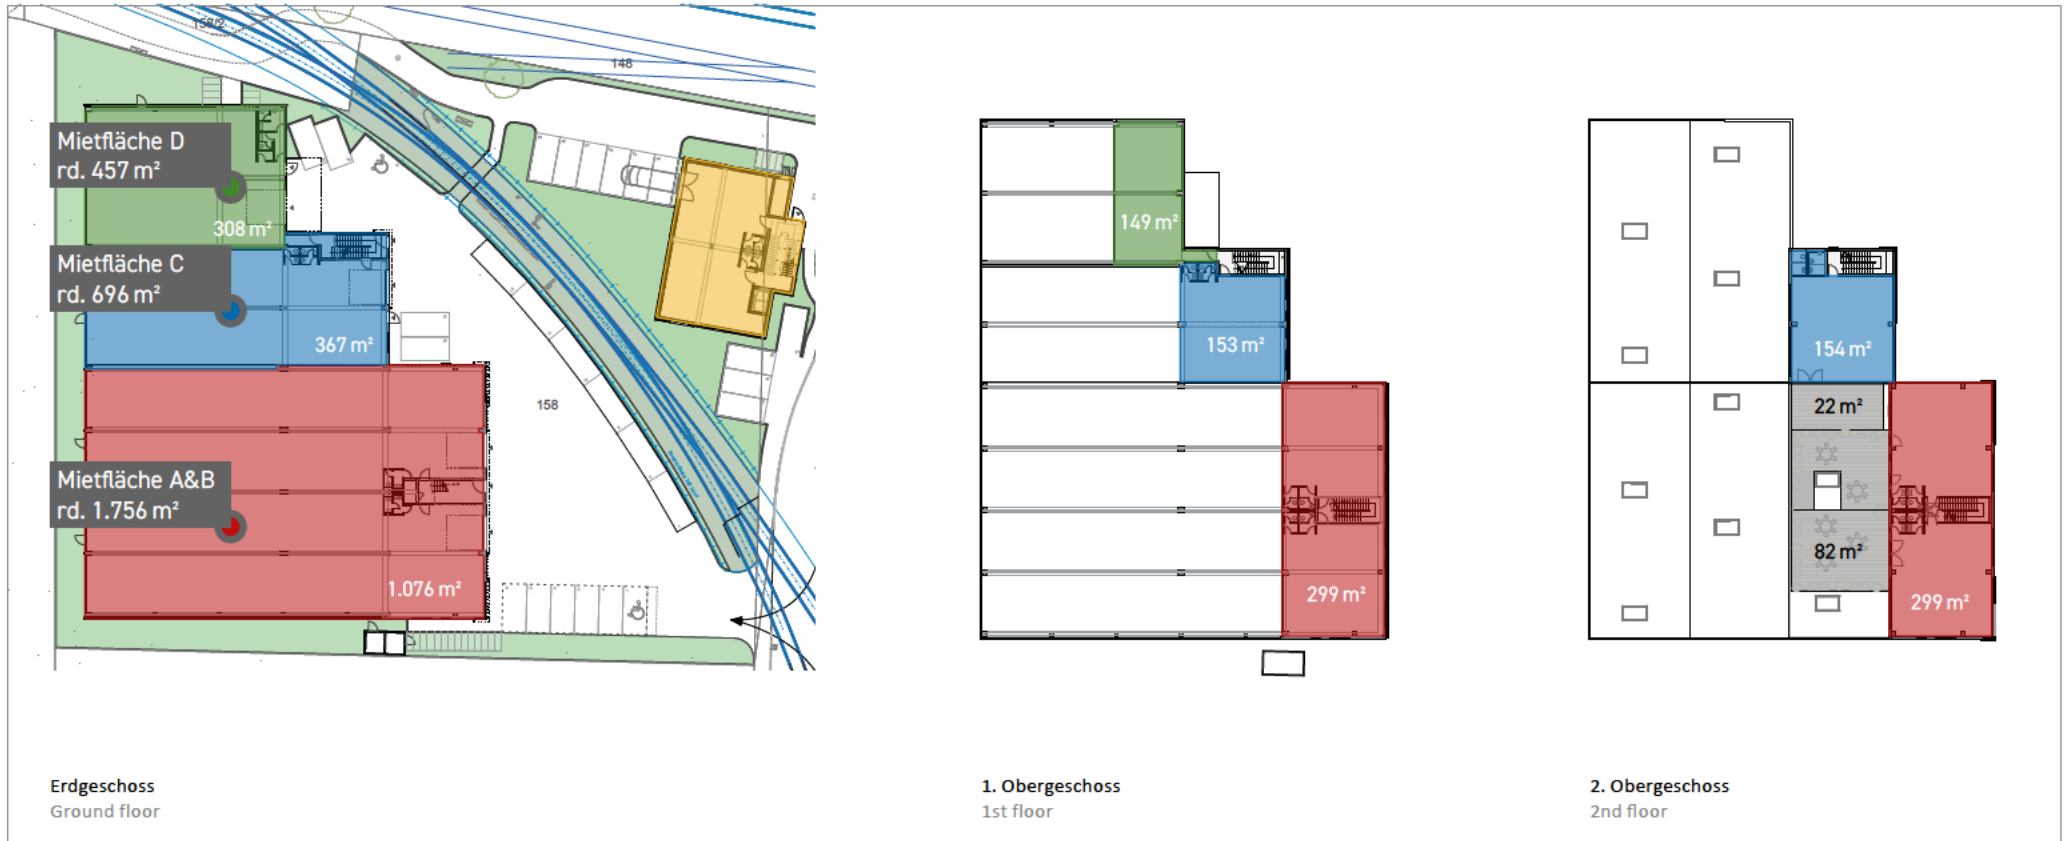 158/2
148
Mietfläche D
rd. 457 m²
308 m²
Mietfläche C
rd. 696 m²
367 m²
158
Mietfläche A&B
rd. 1.756 m²
1.076 m²
149 m²
153 m²
299 m²
154 m²
22 m²
82 m²
299 m²
Erdgeschoss
Ground floor
1. Obergeschoss
1st floor
2. Obergeschoss
2nd floor